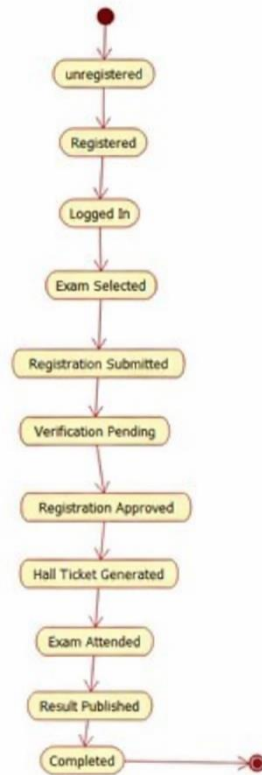 unregistered
Registered
Logged In
Exam Selected
Registration Submitted
Verification Pending
Registration Approved
Hall Ticket Generated
Exam Attended
Result Published
Completed